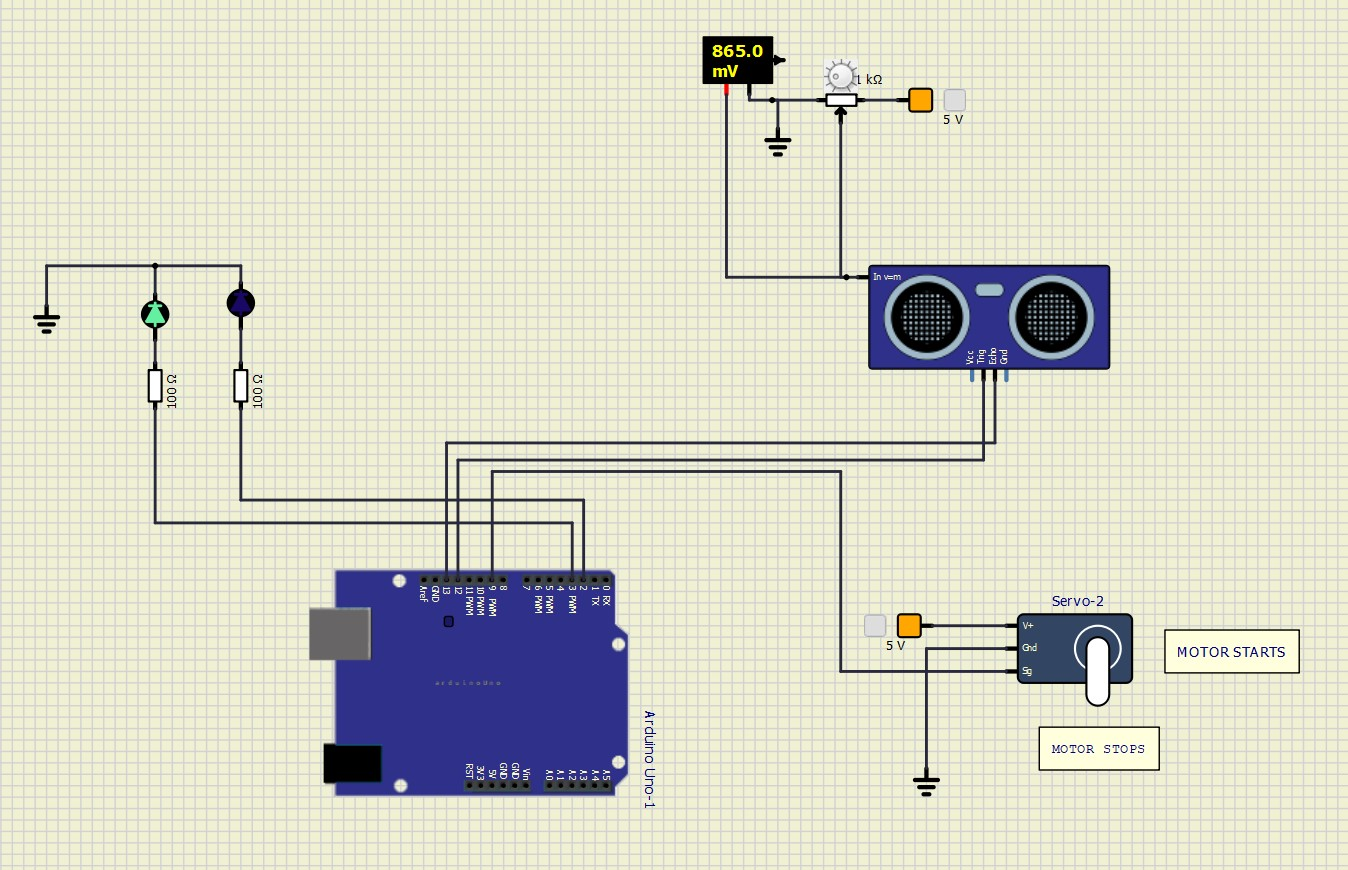 865.0
mV
1 kΩ
5 V
In v=m
Vcc
Trig
Echo
Gnd
100 Ω
100 Ω
Aref
GND
13
12
11 PWM
10 PWM
9 PWM
8
7
6 PWM
5 PWM
4
3 PWM
2
1 TX
0 RX
arduinoUno
Arduino Uno-1
RST
3V3
5V
GND
GND
Vin
A0
A1
A2
A3
A4
A5
Servo-2
5 V
V+
Gnd
Sig
MOTOR STARTS
MOTOR STOPS